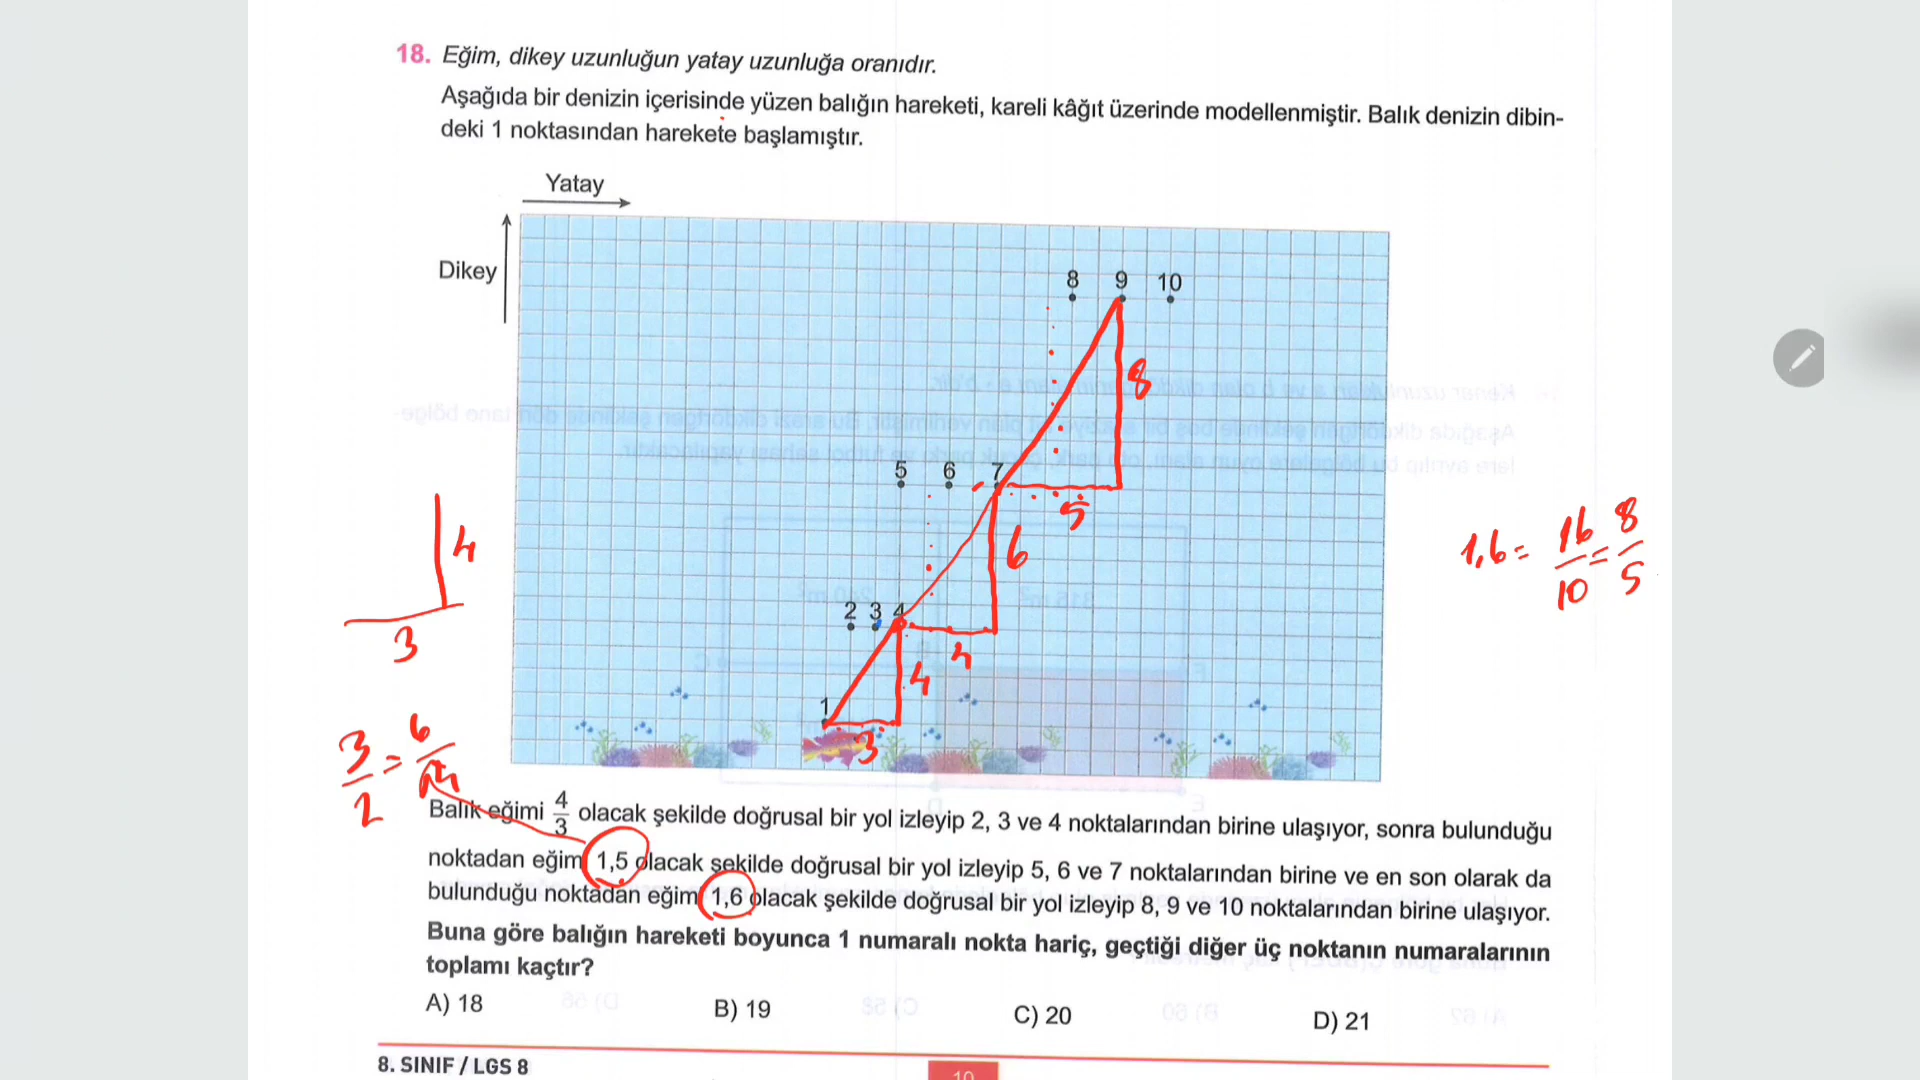 18. Eğim, dikey uzunluğun yatay uzunluğa oranıdır.
Aşağıda bir denizin içerisinde yüzen balığın hareketi, kareli kâğıt üzerinde modellenmiştir. Balık denizin dibin-
deki 1 noktasından harekete başlamıştır.
Yatay
Dikey
8 9 10
8
5 6 7
5
4
6
1,6 = 16/10 = 8/5
3
2 3 4
4
4
1
3
3/2 = 6/4
Balık eğimi 4/3 olacak şekilde doğrusal bir yol izleyip 2, 3 ve 4 noktalarından birine ulaşıyor, sonra bulunduğu
noktadan eğim 1,5 olacak şekilde doğrusal bir yol izleyip 5, 6 ve 7 noktalarından birine ve en son olarak da
bulunduğu noktadan eğim 1,6 olacak şekilde doğrusal bir yol izleyip 8, 9 ve 10 noktalarından birine ulaşıyor.
Buna göre balığın hareketi boyunca 1 numaralı nokta hariç, geçtiği diğer üç noktanın numaralarının
toplamı kaçtır?
A) 18 B) 19 C) 20 D) 21
8. SINIF / LGS 8
10